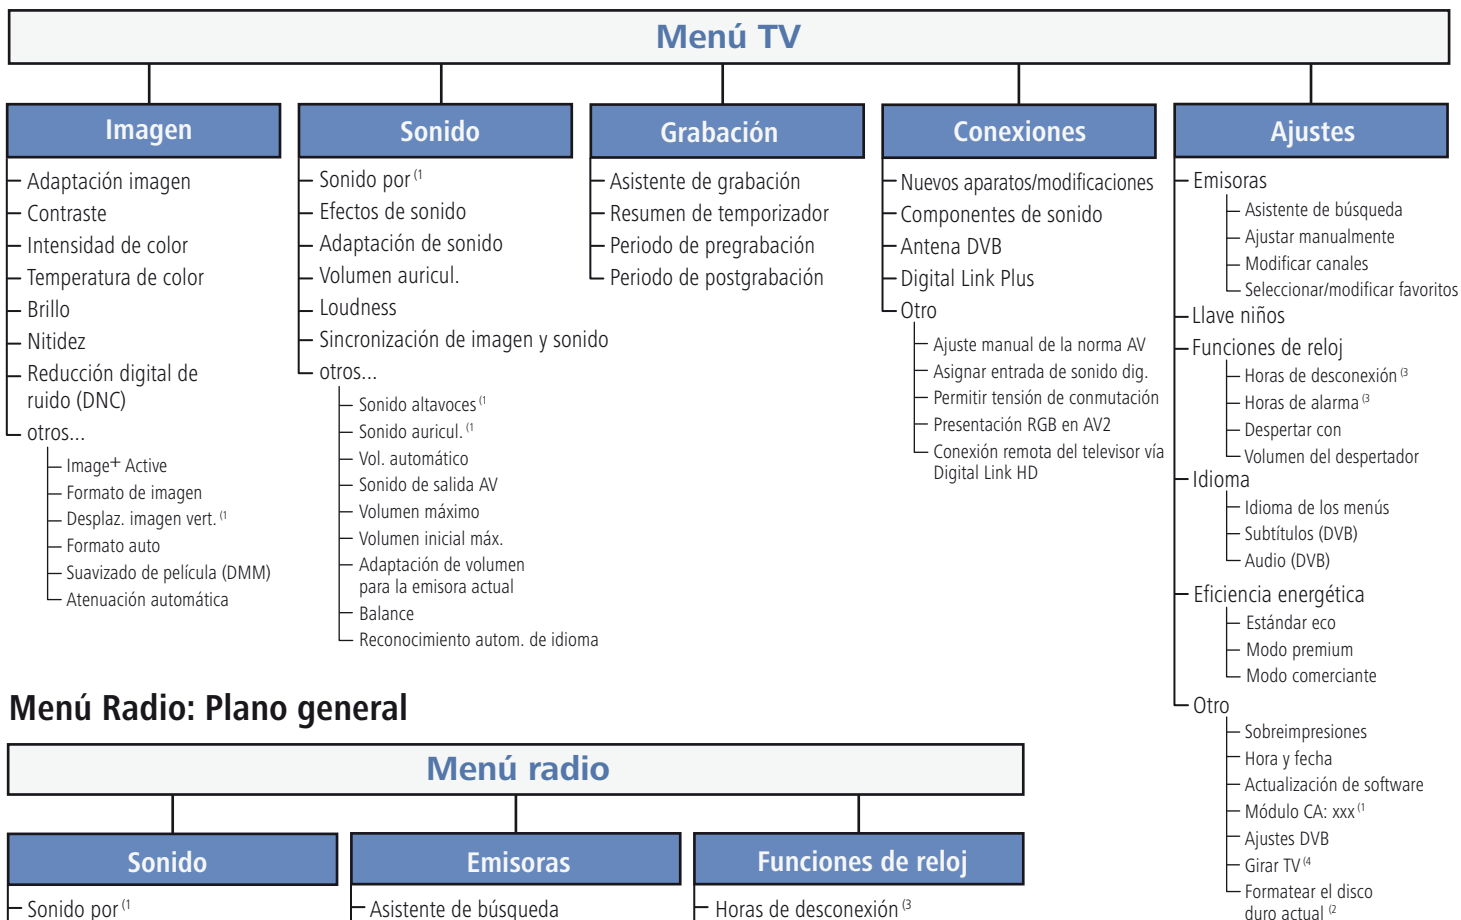 Menú TV
Imagen
Adaptación imagen
Contraste
Intensidad de color
Temperatura de color
Brillo
Nitidez
Reducción digital de
ruido (DNC)
otros...
Image+ Active
Formato de imagen
Desplaz. imagen vert. (1
Formato auto
Suavizado de película (DMM)
Atenuación automática
Sonido
Sonido por (1
Efectos de sonido
Adaptación de sonido
Volumen auricul.
Loudness
Sincronización de imagen y sonido
otros...
Sonido altavoces (1
Sonido auricul. (1
Vol. automático
Sonido de salida AV
Volumen máximo
Volumen inicial máx.
Adaptación de volumen
para la emisora actual
Balance
Reconocimiento autom. de idioma
Grabación
Asistente de grabación
Resumen de temporizador
Periodo de pregrabación
Periodo de postgrabación
Conexiones
Nuevos aparatos/modificaciones
Componentes de sonido
Antena DVB
Digital Link Plus
Otro
Ajuste manual de la norma AV
Asignar entrada de sonido dig.
Permitir tensión de conmutación
Presentación RGB en AV2
Conexión remota del televisor vía
Digital Link HD
Ajustes
Emisoras
Asistente de búsqueda
Ajustar manualmente
Modificar canales
Seleccionar/modificar favoritos
Llave niños
Funciones de reloj
Horas de desconexión (3
Horas de alarma (3
Despertar con
Volumen del despertador
Idioma
Idioma de los menús
Subtítulos (DVB)
Audio (DVB)
Eficiencia energética
Estándar eco
Modo premium
Modo comerciante
Otro
Sobreimpresiones
Hora y fecha
Actualización de software
Módulo CA: xxx (1
Ajustes DVB
Girar TV (4
Formatear el disco
duro actual (2
Menú Radio: Plano general
Menú radio
Sonido
Sonido por (1
Emisoras
Asistente de búsqueda
Funciones de reloj
Horas de desconexión (3